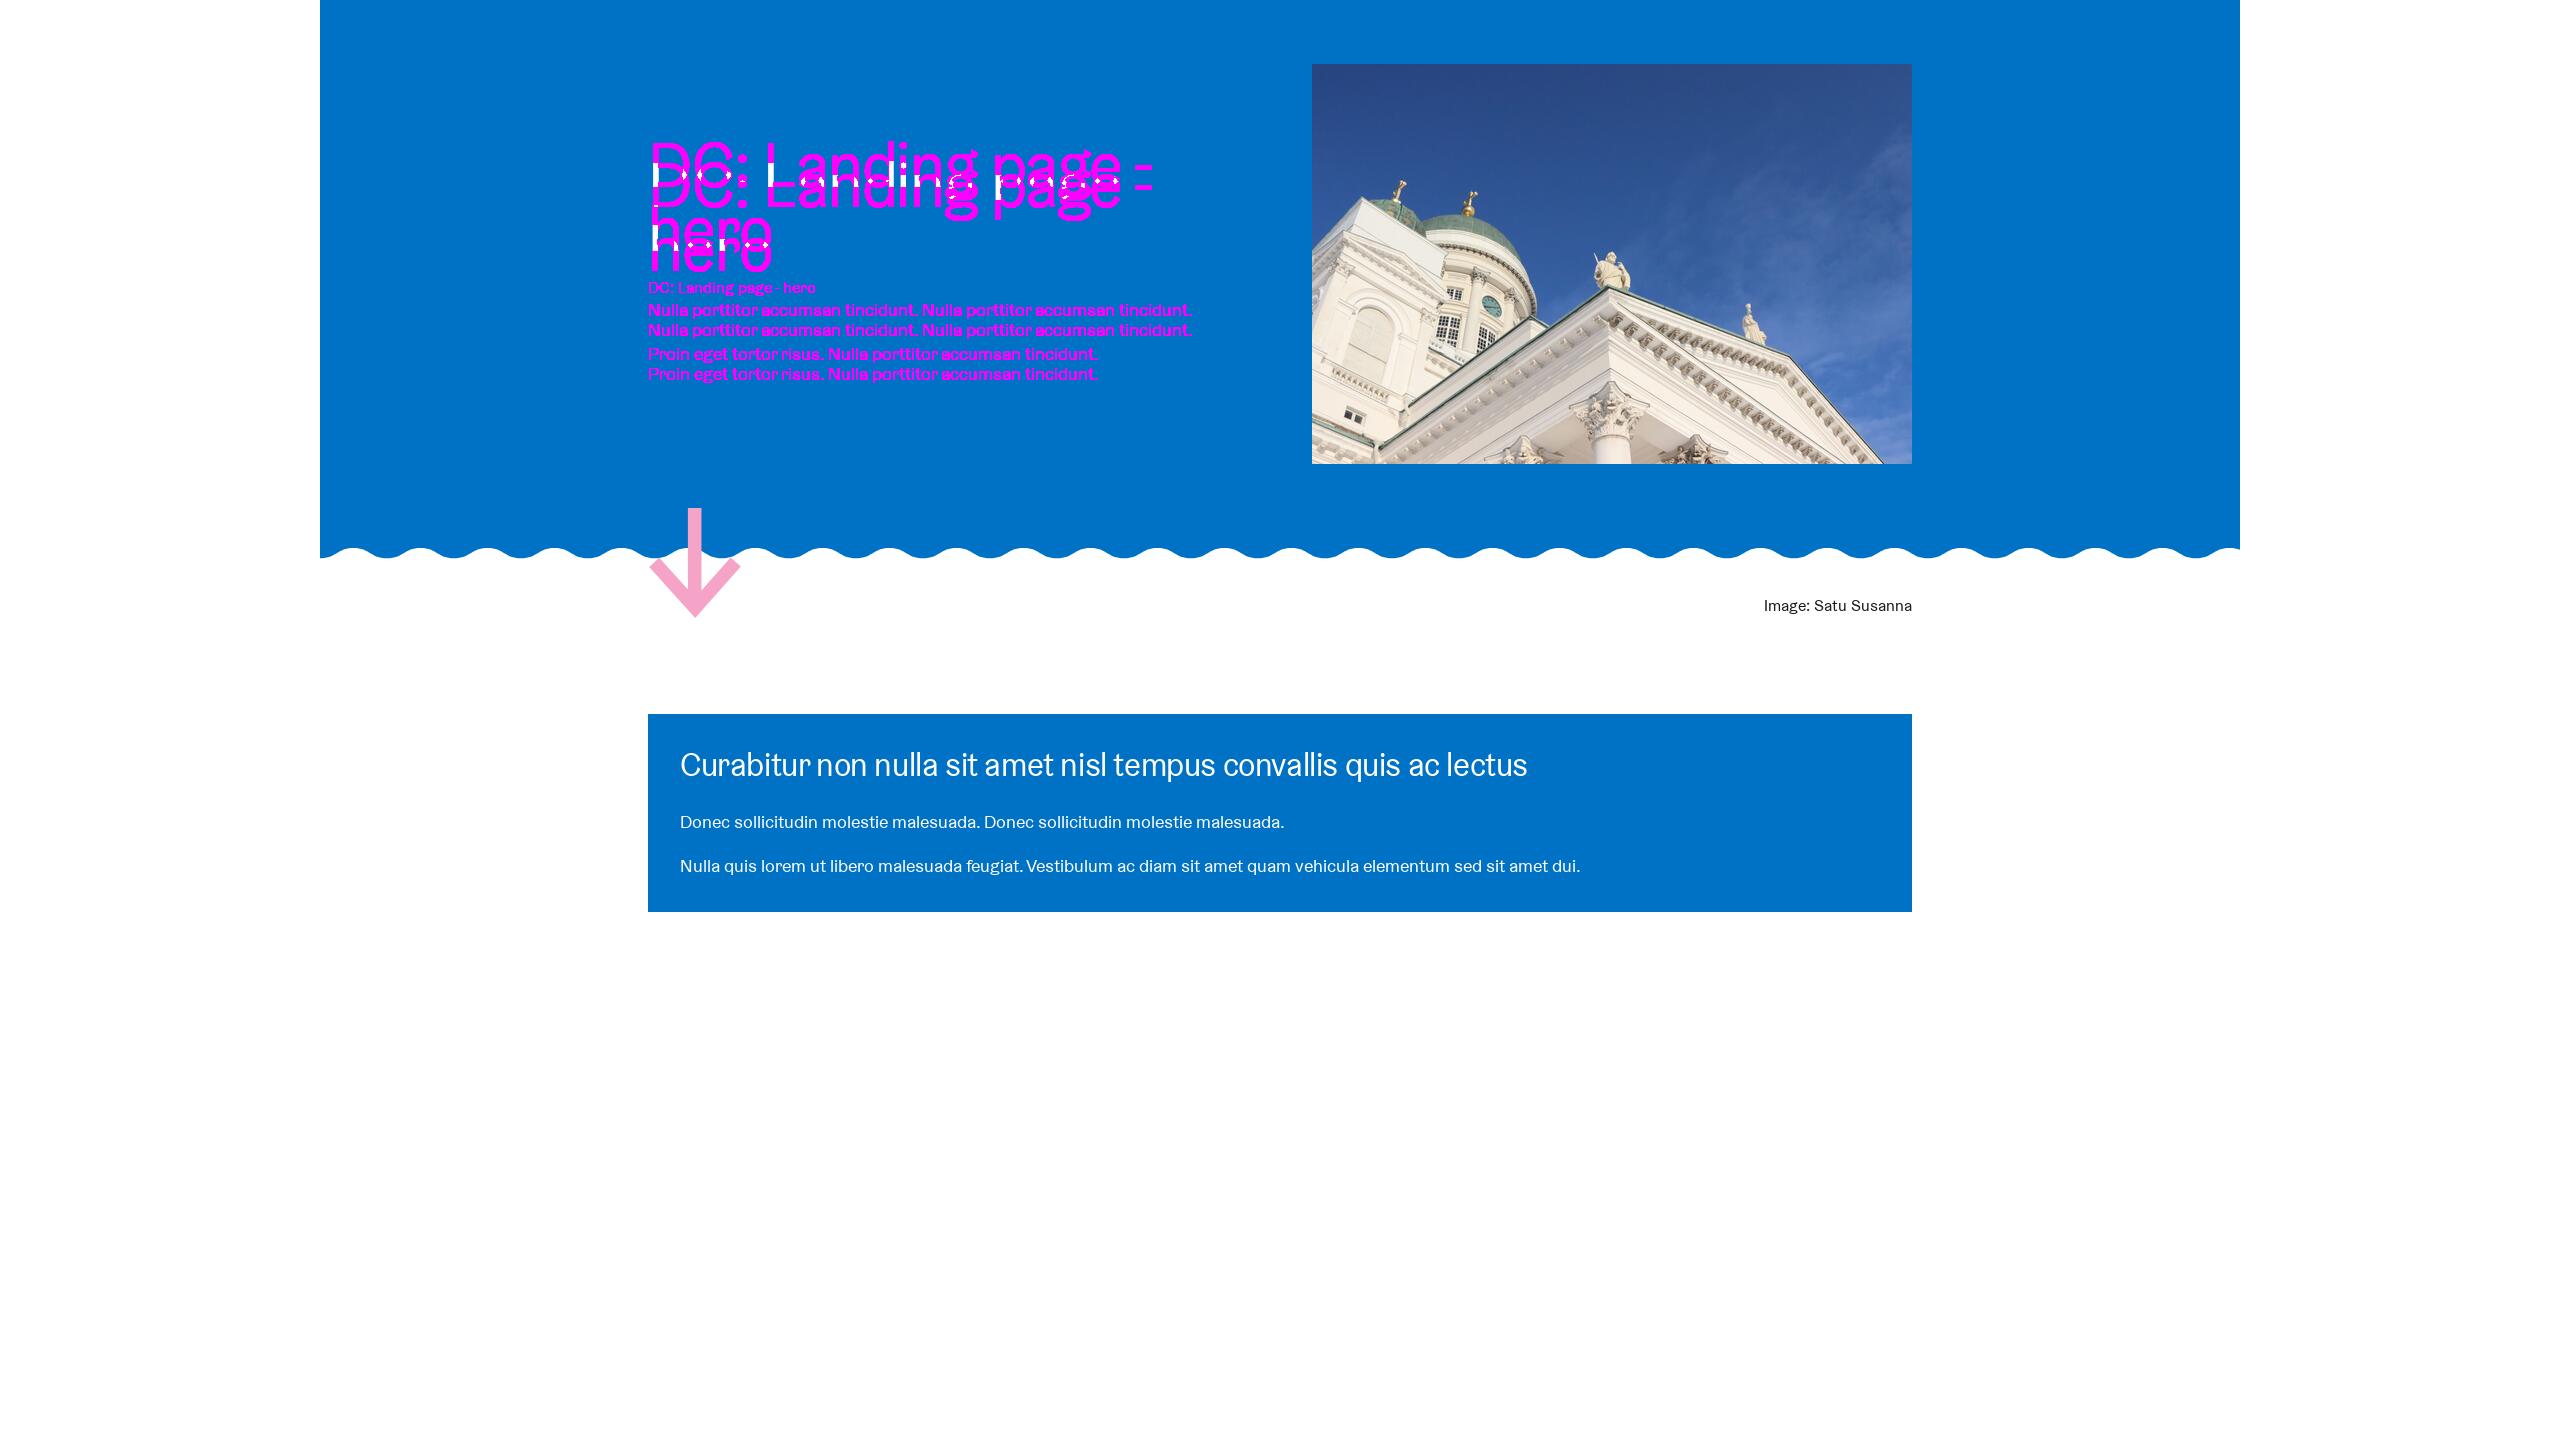 DC: Landing page -
DC: Landing page -
hero
hero
DC: Landing page - hero
Nulla porttitor accumsan tincidunt. Nulla porttitor accumsan tincidunt.
Nulla porttitor accumsan tincidunt. Nulla porttitor accumsan tincidunt.
Proin eget tortor risus. Nulla porttitor accumsan tincidunt.
Proin eget tortor risus. Nulla porttitor accumsan tincidunt.
Image: Satu Susanna
Curabitur non nulla sit amet nisl tempus convallis quis ac lectus
Donec sollicitudin molestie malesuada. Donec sollicitudin molestie malesuada.
Nulla quis lorem ut libero malesuada feugiat. Vestibulum ac diam sit amet quam vehicula elementum sed sit amet dui.